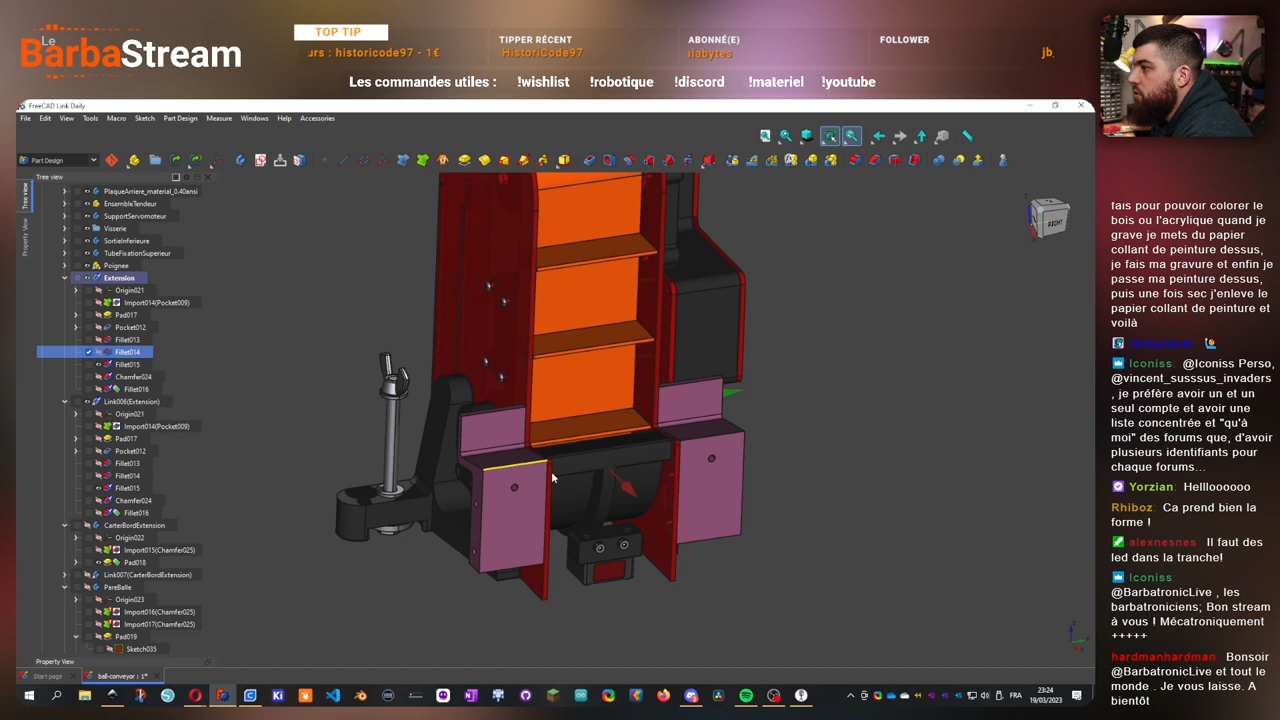 Le
BarbaStream
TOP TIP
TIPPER RÉCENT
ABONNÉ(E)
FOLLOWER
urs : historicode97 - 1€
HistoriCode97
ilabytes
jb_
Les commandes utiles : !wishlist !robotique !discord !materiel !youtube
FreeCAD Link Daily
File Edit View Tools Macro Sketch Part Design Measure Windows Help Accessories
Part Design
Tree view
Tree view
Property View
PlaqueArriere_material_0.40ansi
EnsembleTendeur
SupportServomoteur
Visserie
SortieInferieure
TubeFixationSuperieur
Poignee
Extension
Origin021
Import014(Pocket009)
Pad017
Pocket012
Fillet013
Fillet014
Fillet015
Chamfer024
Fillet016
Link006(Extension)
Origin021
Import014(Pocket009)
Pad017
Pocket012
Fillet013
Fillet014
Fillet015
Chamfer024
Fillet016
CarterBordExtension
Origin022
Import015(Chamfer025)
Pad018
Link007(CarterBordExtension)
PareBalle
Origin023
Import016(Chamfer025)
Import017(Chamfer025)
Pad019
Sketch035
Property View
Start page
ball-conveyor : 1*
RIGHT
FRA
23:24
19/03/2023
fais pour pouvoir colorer le
bois ou l'acrylique quand je
grave je mets du papier
collant de peinture dessus,
je fais ma gravure et enfin je
passe ma peinture dessus,
puis une fois sec j'enleve le
papier collant de peinture et
voilà
Iconiss : @Iconiss Perso,
@vincent_susssus_invaders
, je préfère avoir un et un
seul compte et avoir une
liste concentrée et "qu'à
moi" des forums que, d'avoir
plusieurs identifiants pour
chaque forums...
Yorzian: Hellloooooo
Rhiboz: Ca prend bien la
forme !
alexnesnes: Il faut des
led dans la tranche!
Iconiss :
@BarbatronicLive , les
barbatroniciens; Bon stream
à vous ! Mécatroniquement
+++++
hardmanhardman: Bonsoir
@BarbatronicLive et tout le
monde . Je vous laisse. A
bientôt